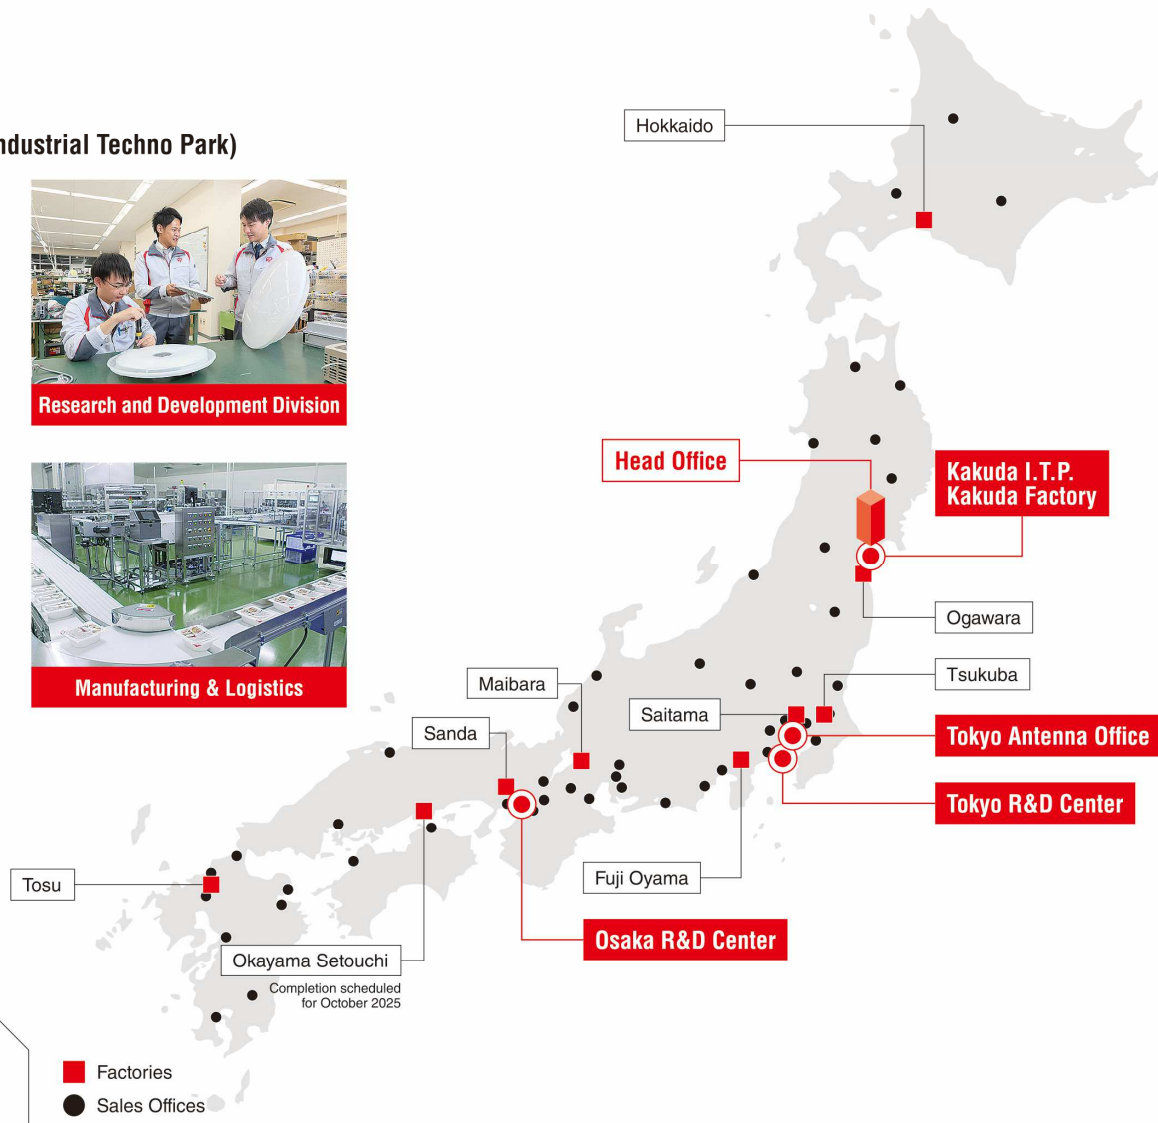 ndustrial Techno Park)
Research and Development Division
Manufacturing & Logistics
Hokkaido
Head Office
Kakuda I.T.P.
Kakuda Factory
Ogawara
Tsukuba
Maibara
Saitama
Sanda
Tokyo Antenna Office
Tokyo R&D Center
Fuji Oyama
Tosu
Osaka R&D Center
Okayama Setouchi
Completion scheduled
for October 2025
Factories
Sales Offices